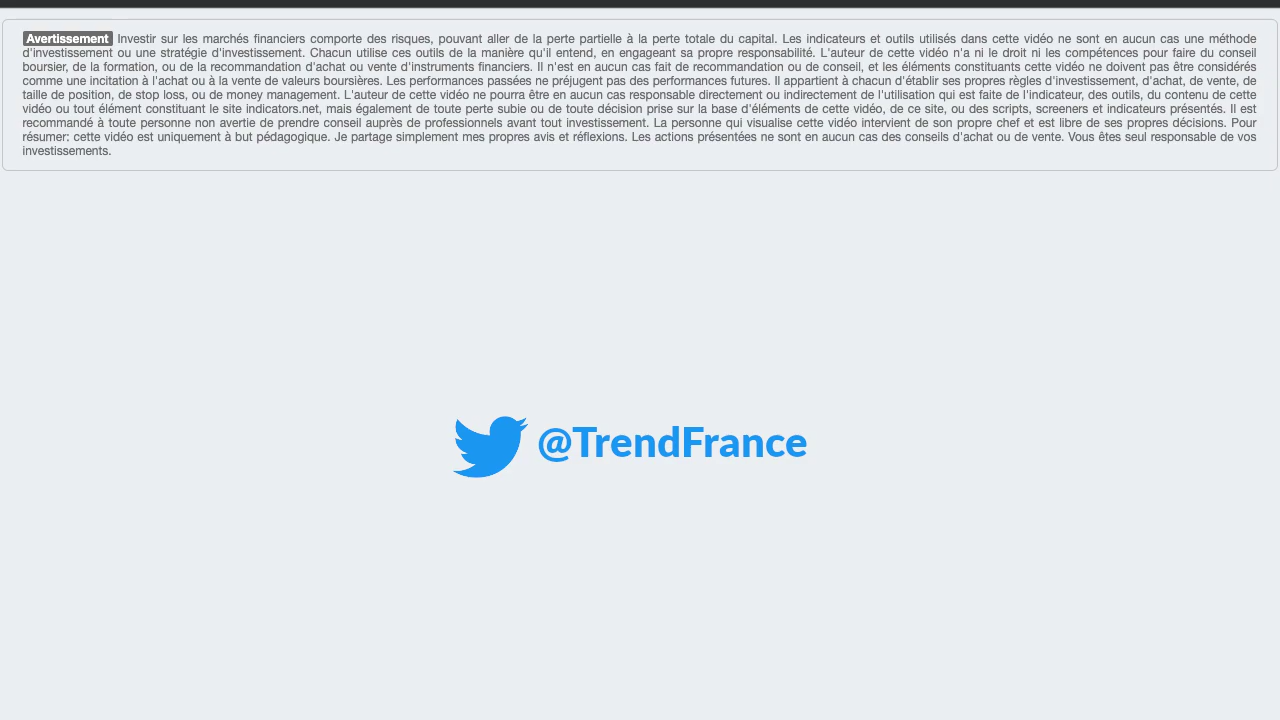 Avertissement Investir sur les marchés financiers comporte des risques, pouvant aller de la perte partielle à la perte totale du capital. Les indicateurs et outils utilisés dans cette vidéo ne sont en aucun cas une méthode
d'investissement ou une stratégie d'investissement. Chacun utilise ces outils de la manière qu'il entend, en engageant sa propre responsabilité. L'auteur de cette vidéo n'a ni le droit ni les compétences pour faire du conseil
boursier, de la formation, ou de la recommandation d'achat ou vente d'instruments financiers. Il n'est en aucun cas fait de recommandation ou de conseil, et les éléments constituants cette vidéo ne doivent pas être considérés
comme une incitation à l'achat ou à la vente de valeurs boursières. Les performances passées ne préjugent pas des performances futures. Il appartient à chacun d'établir ses propres règles d'investissement, d'achat, de vente, de
taille de position, de stop loss, ou de money management. L'auteur de cette vidéo ne pourra être en aucun cas responsable directement ou indirectement de l'utilisation qui est faite de l'indicateur, des outils, du contenu de cette
vidéo ou tout élément constituant le site indicators.net, mais également de toute perte subie ou de toute décision prise sur la base d'éléments de cette vidéo, de ce site, ou des scripts, screeners et indicateurs présentés. Il est
recommandé à toute personne non avertie de prendre conseil auprès de professionnels avant tout investissement. La personne qui visualise cette vidéo intervient de son propre chef et est libre de ses propres décisions. Pour
résumer: cette vidéo est uniquement à but pédagogique. Je partage simplement mes propres avis et réflexions. Les actions présentées ne sont en aucun cas des conseils d'achat ou de vente. Vous êtes seul responsable de vos
investissements.
@TrendFrance